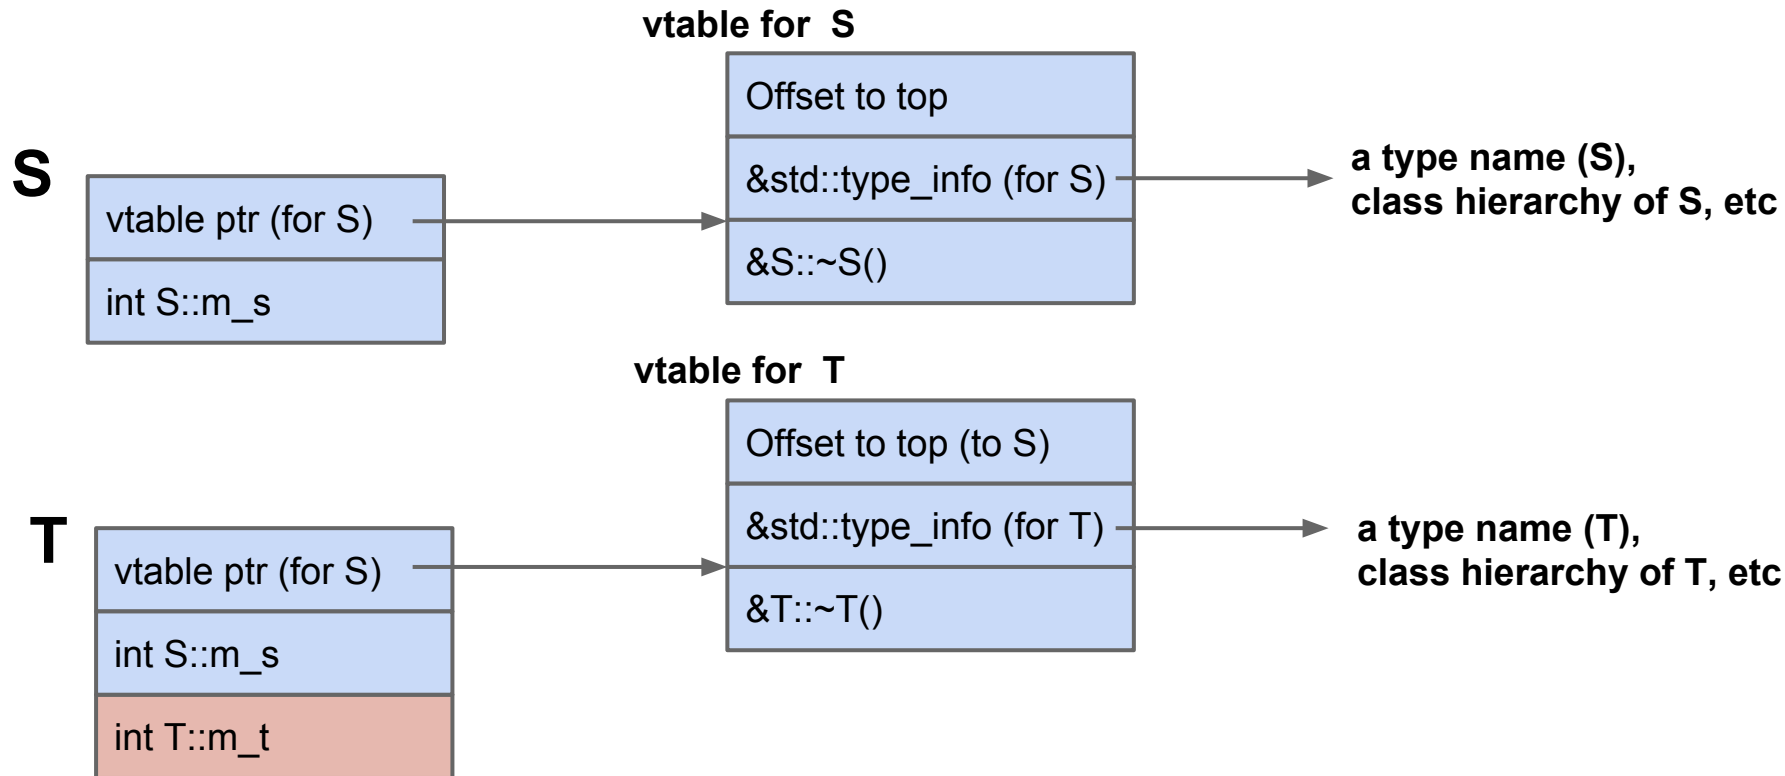 vtable for S
Offset to top
S
&std::type_info (for S)
a type name (S),
class hierarchy of S, etc
vtable ptr (for S)
&S::~S()
int S::m_s
vtable for T
Offset to top (to S)
T
&std::type_info (for T)
a type name (T),
class hierarchy of T, etc
vtable ptr (for S)
&T::~T()
int S::m_s
int T::m_t